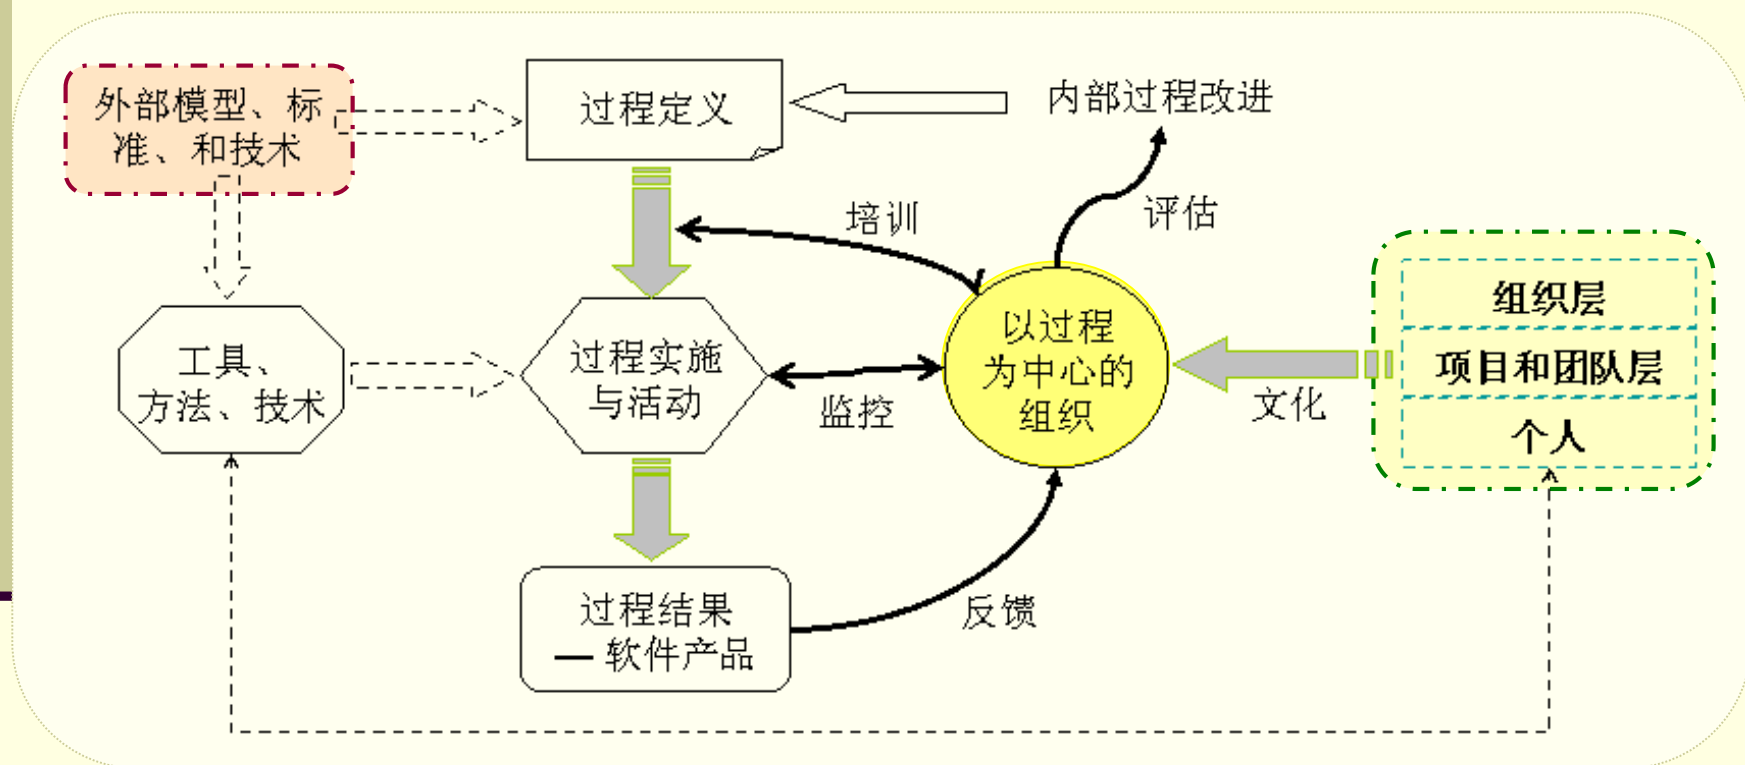 外部模型、标
准、和技术
过程定义
内部过程改进
培训
评估
工具、
方法、技术
过程实施
与活动
监控
以过程
为中心的
组织
文化
组织层
项目和团队层
个人
过程结果
— 软件产品
反馈